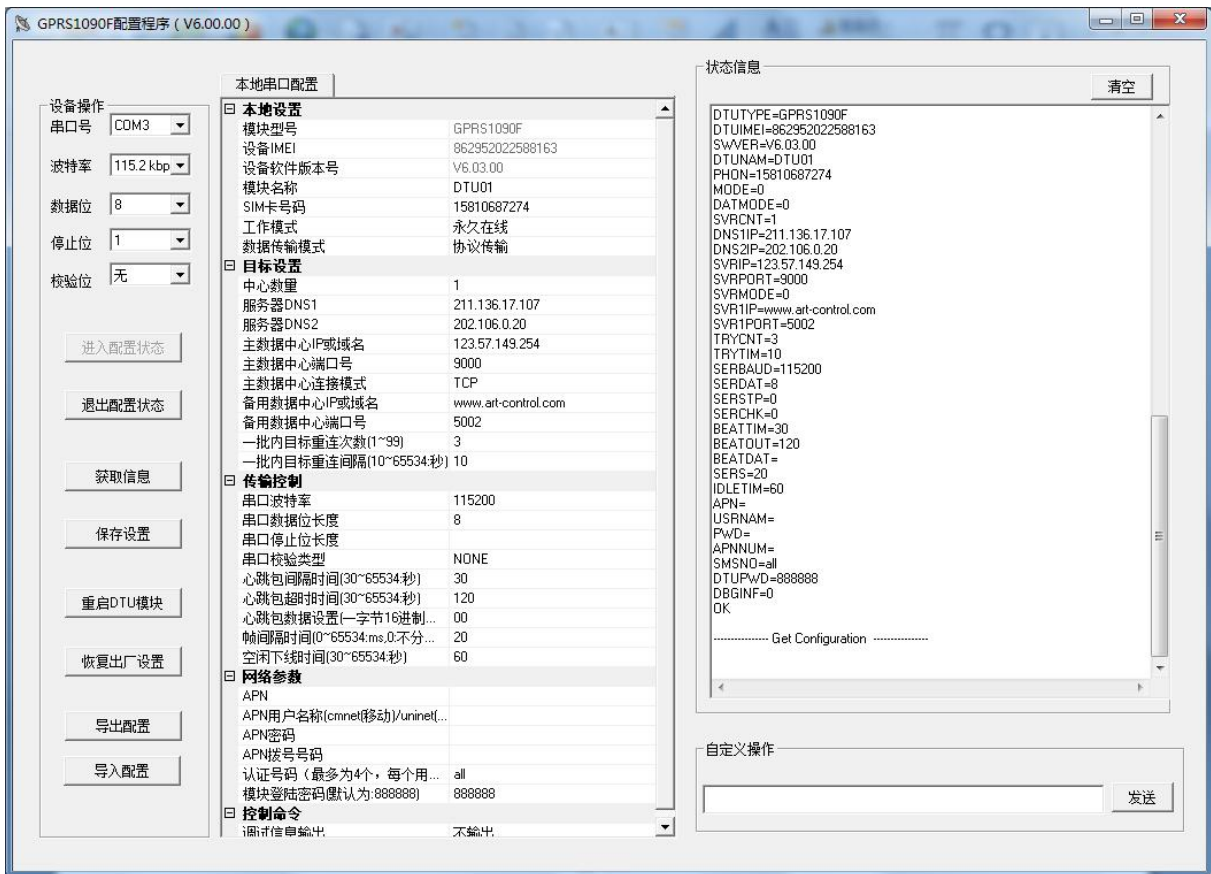 GPRS1090F配置程序（V6.00.00）
设备操作
串口号 COM3
波特率 115.2 kbp
数据位 8
停止位 1
校验位 无
进入配置状态
退出配置状态
获取信息
保存设置
重启DTU模块
恢复出厂设置
导出配置
导入配置
本地串口配置
本地设置
模块型号 GPRS1090F
设备IMEI 862952022588163
设备软件版本号 V6.03.00
模块名称 DTU01
SIM卡号码 15810687274
工作模式 永久在线
数据传输模式 协议传输
目标设置
中心数量 1
服务器DNS1 211.136.17.107
服务器DNS2 202.106.0.20
主数据中心IP或域名 123.57.149.254
主数据中心端口号 9000
主数据中心连接模式 TCP
备用数据中心IP或域名 www.art-control.com
备用数据中心端口号 5002
一批内目标重连次数(1~99) 3
一批内目标重连间隔(10~65534:秒) 10
传输控制
串口波特率 115200
串口数据位长度 8
串口停止位长度
串口校验类型 NONE
心跳包间隔时间(30~65534:秒) 30
心跳包超时时间(30~65534:秒) 120
心跳包数据设置(一字节16进制... 00
帧间隔时间(0~65534:ms,0:不分... 20
空闲下线时间(30~65534:秒) 60
网络参数
APN
APN用户名称(cmnet(移动)/uninet(...
APN密码
APN拨号号码
认证号码（最多为4个，每个用... all
模块登陆密码(默认为:888888) 888888
控制命令
调试信息输出 不输出
状态信息
清空
DTUTYPE=GPRS1090F
DTUIMEI=862952022588163
SWVER=V6.03.00
DTUNAM=DTU01
PHON=15810687274
MODE=0
DATMODE=0
SVRCNT=1
DNS1IP=211.136.17.107
DNS2IP=202.106.0.20
SVRIP=123.57.149.254
SVRPORT=9000
SVRMODE=0
SVR1IP=www.art-control.com
SVR1PORT=5002
TRYCNT=3
TRYTIM=10
SERBAUD=115200
SERDAT=8
SERSTP=0
SERCHK=0
BEATTIM=30
BEATOUT=120
BEATDAT=
SERS=20
IDLETIM=60
APN=
USRNAM=
PWD=
APNNUM=
SMSNO=all
DTUPWD=888888
DBGINF=0
OK
--------------- Get Configuration ---------------
自定义操作
发送